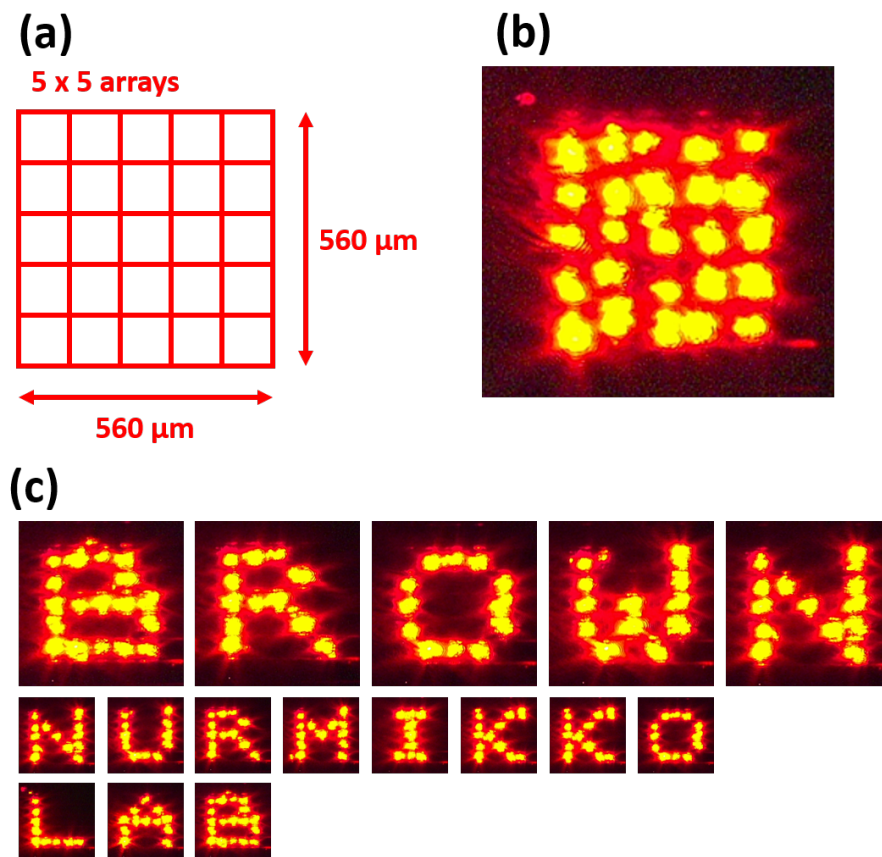 (a)
5 x 5 arrays
560 µm
560 µm
(b)
(c)
BROWN
NURMIKKO
LAB